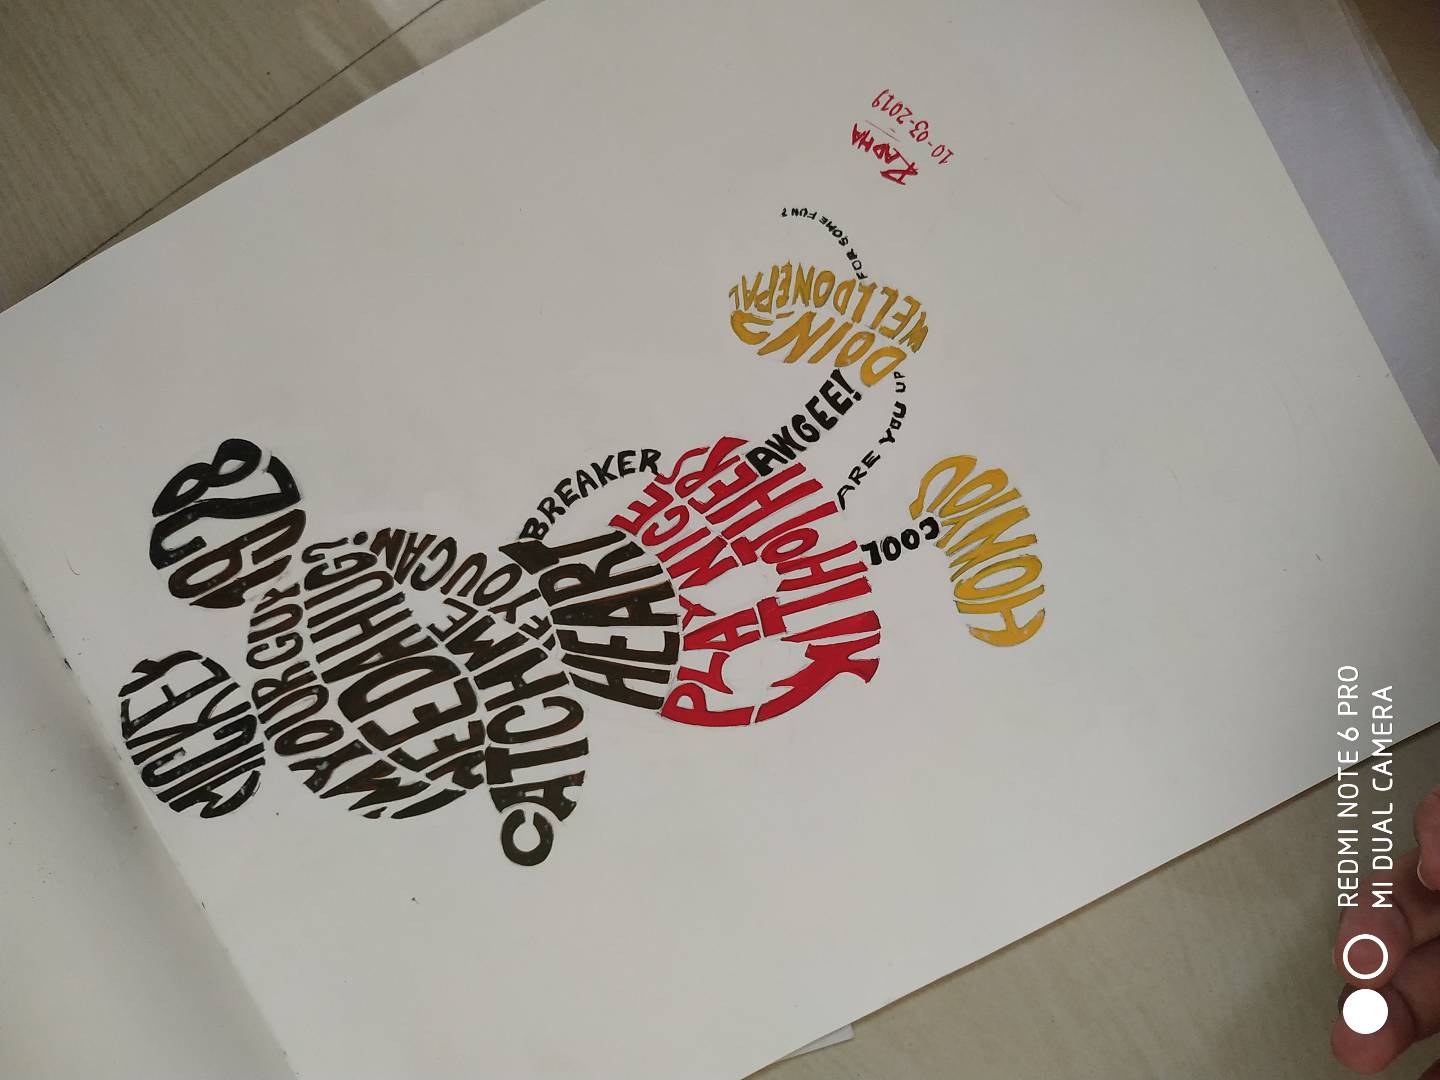 MICKEY
1928
I'M YOUR GUY
NEED A HUG?
CATCH ME
IF YOU CAN?
HEART
BREAKER
PLAY NICE
WITH OTHERS
AWGEE!
COOL
ARE YOU UP
FOR SOME FUN?
HOW YOU
DOIN?
WELL DONEPAL
RADHA
10-03-2019
REDMI NOTE 6 PRO
MI DUAL CAMERA